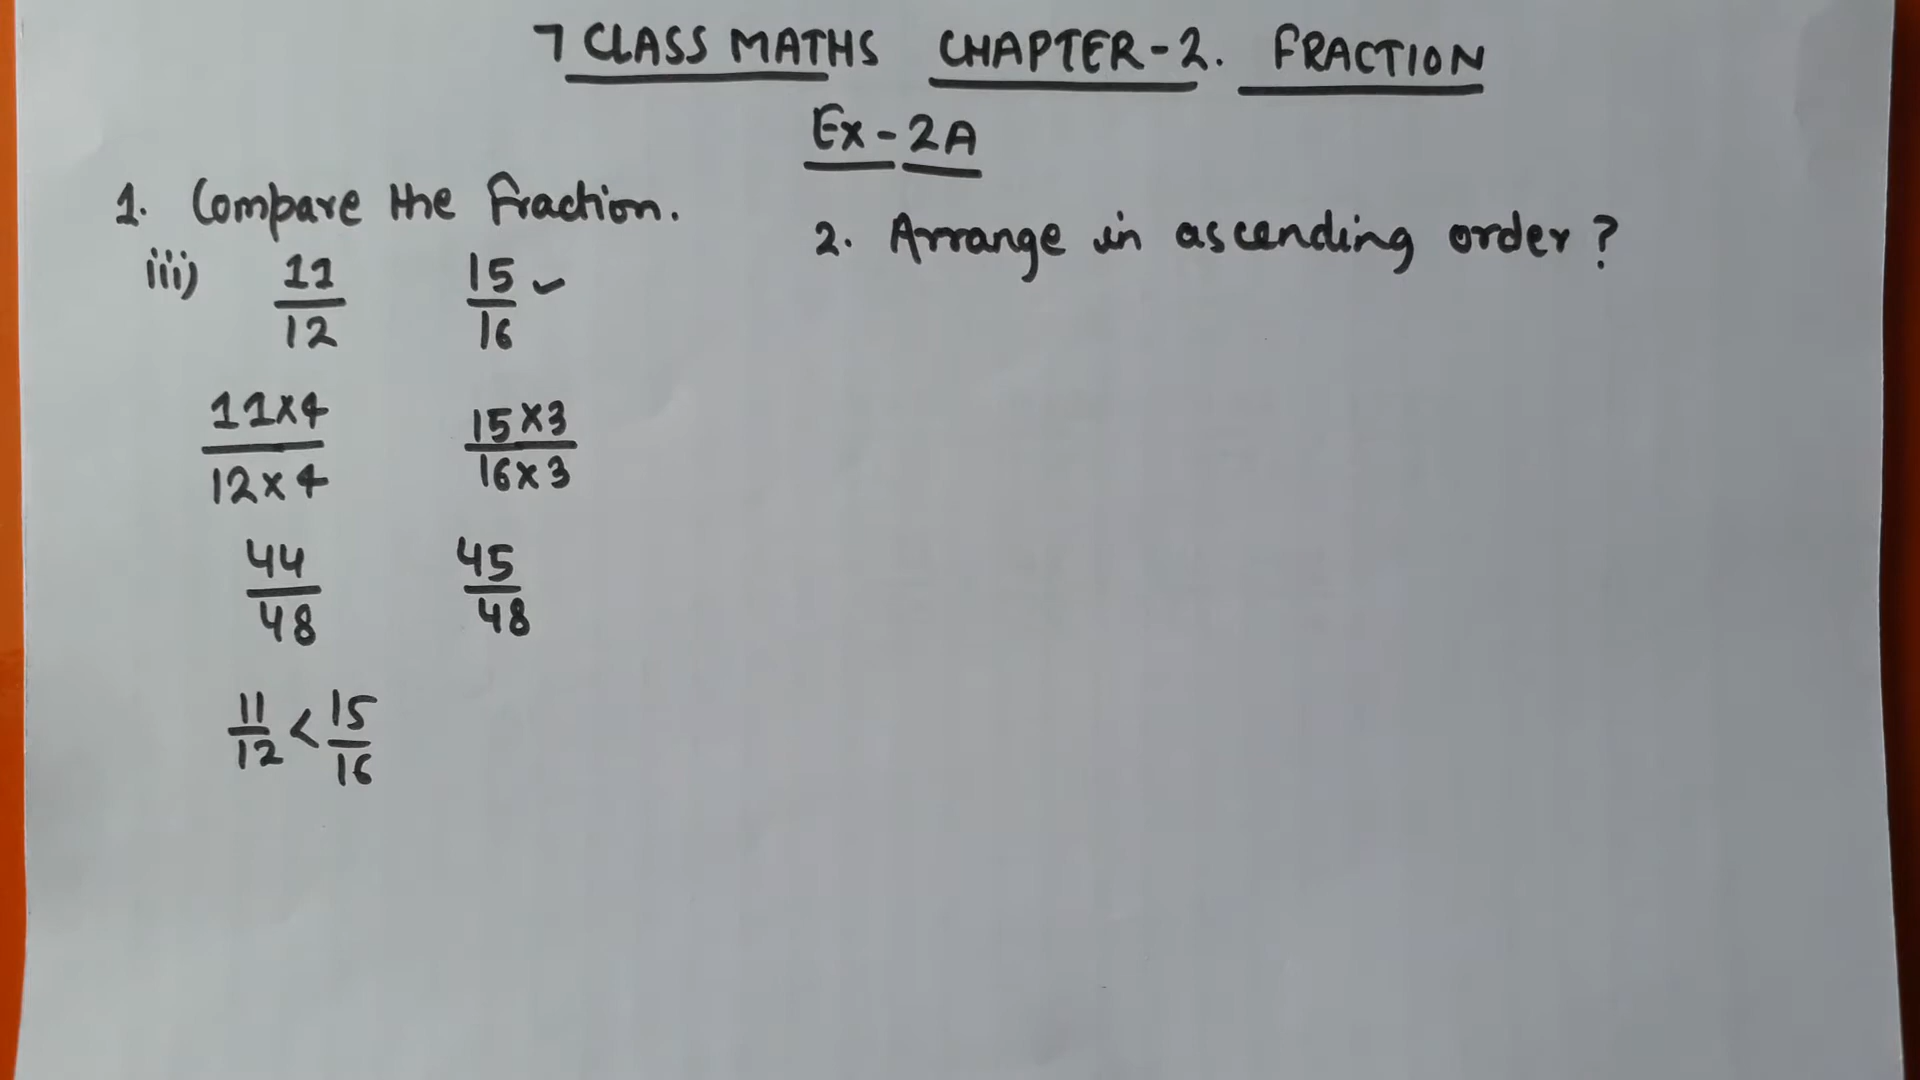 7 CLASS MATHS CHAPTER-2. FRACTION
Ex-2A
1. Compare the fraction.
iii) 11/12 15/16 ✓
11×4/12×4 15×3/16×3
44/48 45/48
11/12 < 15/16
2. Arrange in ascending order?